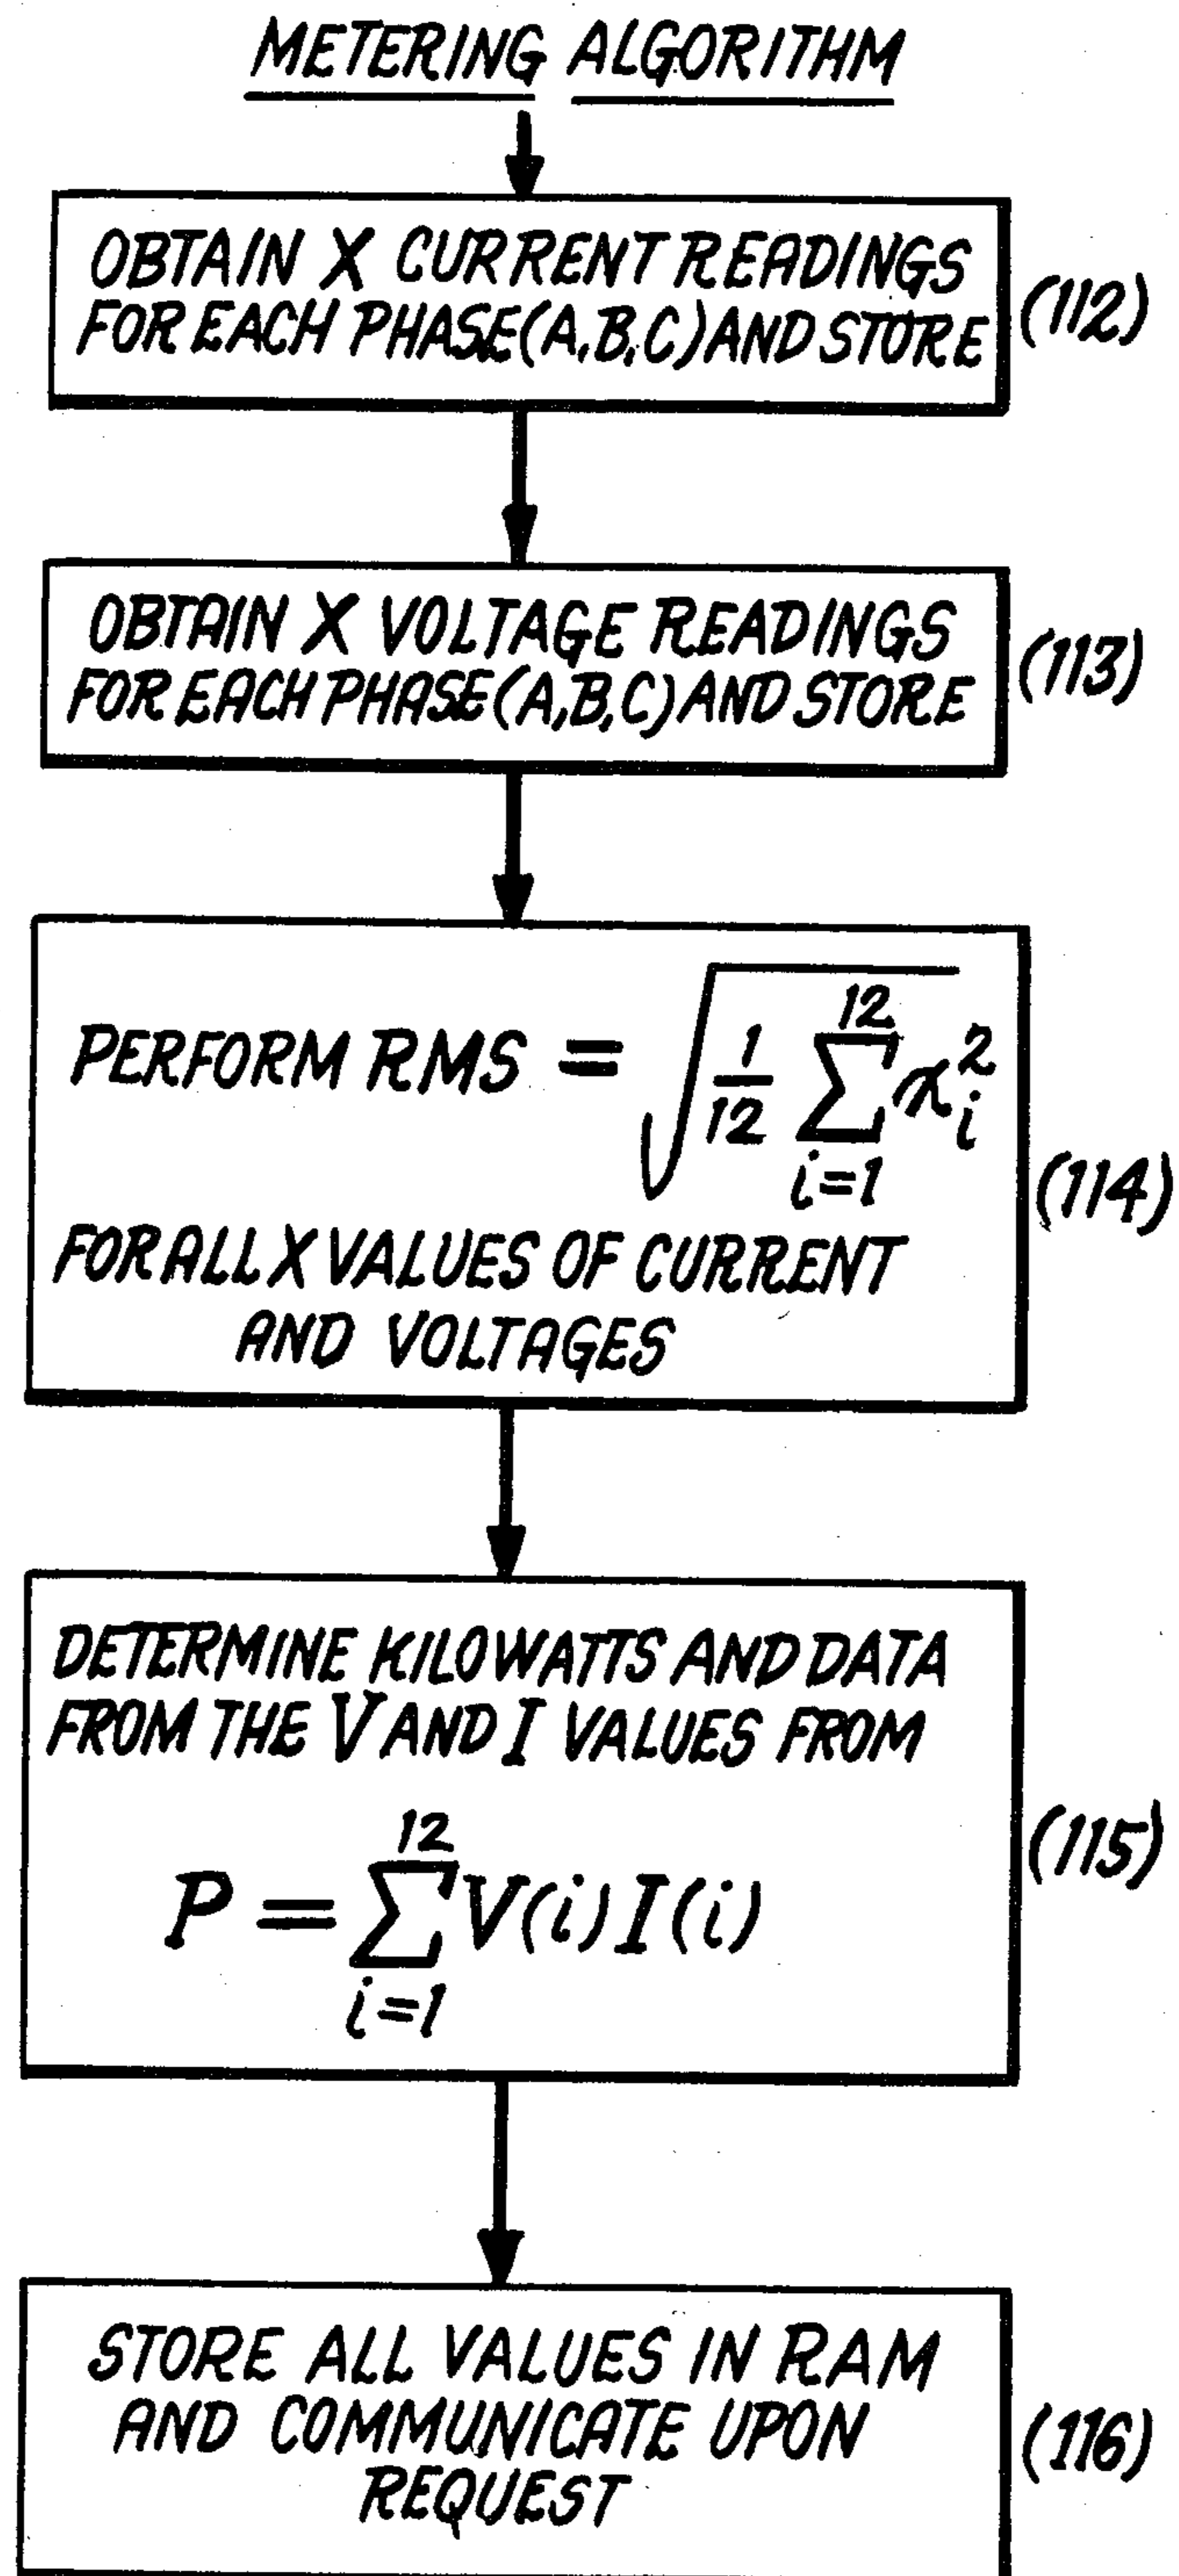 METERING ALGORITHM
OBTAIN X CURRENT READINGS
FOR EACH PHASE(A,B,C) AND STORE
(112)
OBTAIN X VOLTAGE READINGS
FOR EACH PHASE(A,B,C) AND STORE
(113)
PERFORM RMS = √ 1/12 12 ∑ i=1 x_i^2
FOR ALL X VALUES OF CURRENT
AND VOLTAGES
(114)
DETERMINE KILOWATTS AND DATA
FROM THE V AND I VALUES FROM
P = 12 ∑ i=1 V(i) I(i)
(115)
STORE ALL VALUES IN RAM
AND COMMUNICATE UPON
REQUEST
(116)